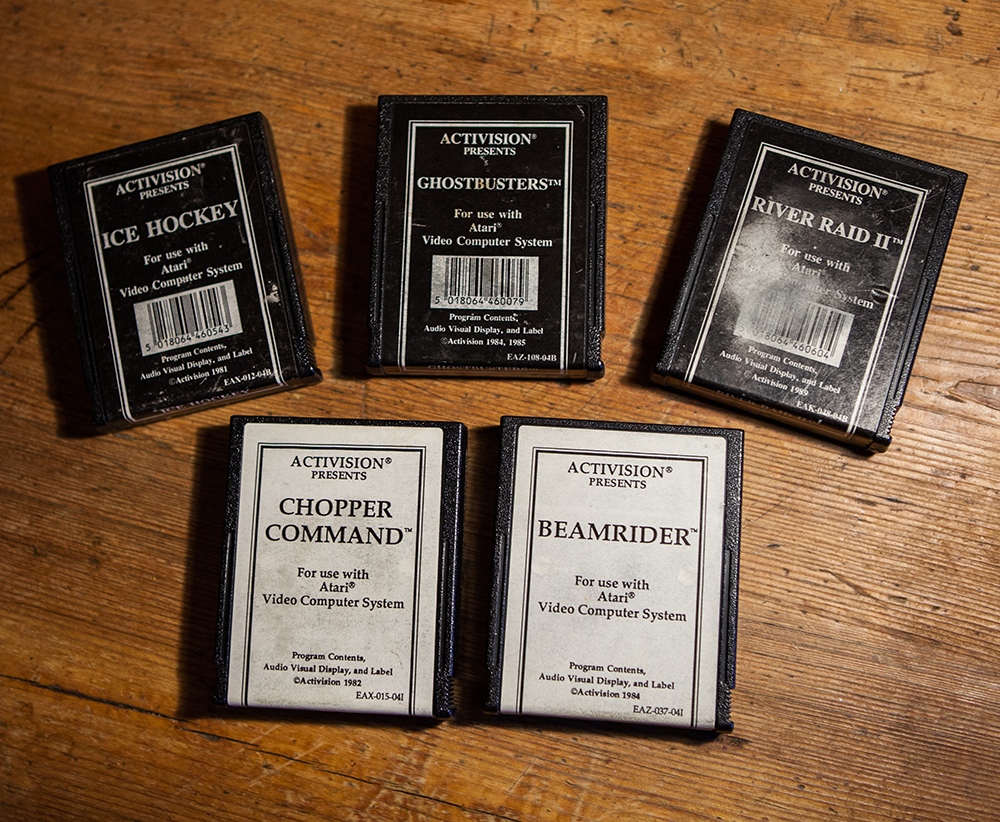 ACTIVISION®
PRESENTS
ICE HOCKEY
For use with
Atari®
Video Computer System
5 018064 460543
Program Contents,
Audio Visual Display, and Label
©Activision 1981
EAX-012-04B
ACTIVISION®
PRESENTS
GHOSTBUSTERS™
For use with
Atari®
Video Computer System
5 018064 460079
Program Contents,
Audio Visual Display, and Label
©Activision 1984, 1985
EAZ-108-04B
ACTIVISION®
PRESENTS
RIVER RAID II™
For use with
Atari®
Video Computer System
5 018064 460604
Program Contents,
Audio Visual Display, and Label
©Activision 1989
EAK-048-04B
ACTIVISION®
PRESENTS
CHOPPER
COMMAND™
For use with
Atari®
Video Computer System
Program Contents,
Audio Visual Display, and Label
©Activision 1982
EAX-015-04I
ACTIVISION®
PRESENTS
BEAMRIDER™
For use with
Atari®
Video Computer System
Program Contents,
Audio Visual Display, and Label
©Activision 1984
EAZ-037-04I